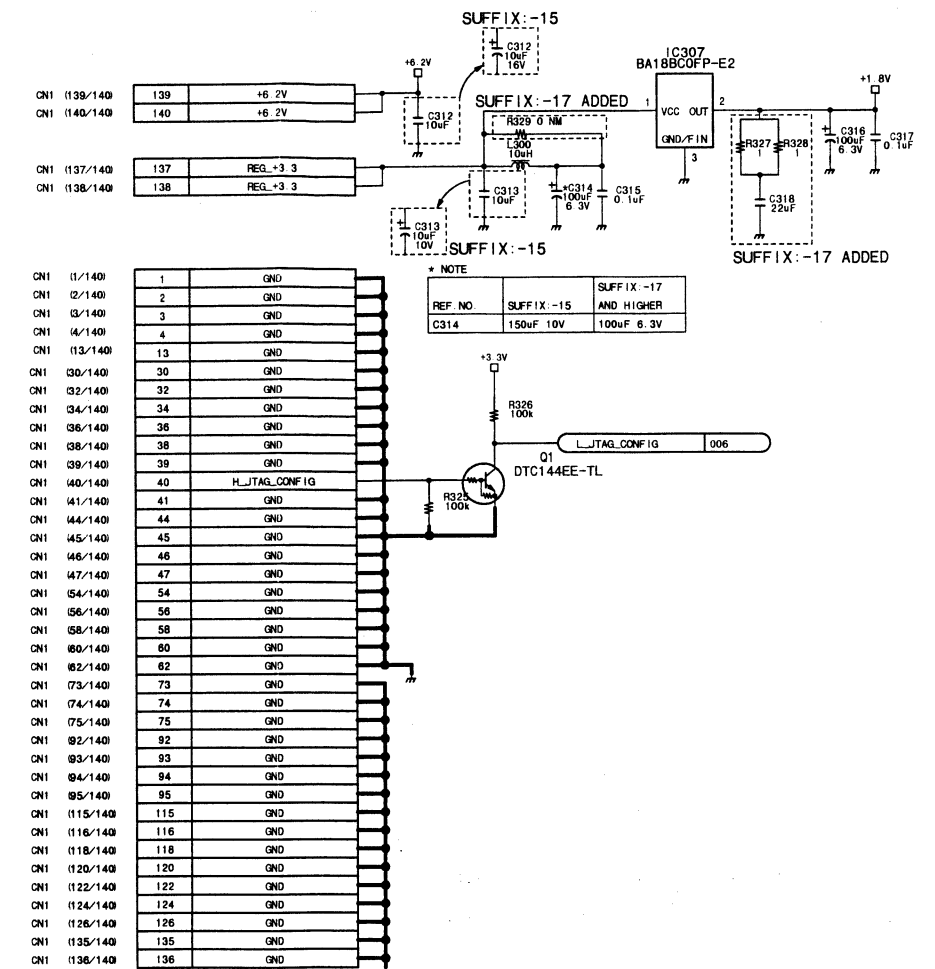 SUFFIX:-15
C312
10uF
16V
+6.2V
C312
10uF
CN1 (139/140) 139 +6.2V
CN1 (140/140) 140 +6.2V
IC307
BA18BC0FP-E2
1 VCC OUT 2
GND/FIN
3
+1.8V
SUFFIX:-17 ADDED
R329 0 NM
L300
10uH
R327
1
R328
1
C316
100uF
6.3V
C317
0.1uF
CN1 (137/140) 137 REG_+3.3
CN1 (138/140) 138 REG_+3.3
C313
10uF
*C314
100uF
6.3V
C315
0.1uF
C318
22uF
C313
10uF
10V
SUFFIX:-15
SUFFIX:-17 ADDED
* NOTE
REF.NO. SUFFIX:-15 SUFFIX:-17 AND HIGHER
C314 150uF 10V 100uF 6.3V
CN1 (1/140) 1 GND
CN1 (2/140) 2 GND
CN1 (3/140) 3 GND
CN1 (4/140) 4 GND
CN1 (13/140) 13 GND
CN1 (30/140) 30 GND
CN1 (32/140) 32 GND
CN1 (34/140) 34 GND
CN1 (36/140) 36 GND
CN1 (38/140) 38 GND
CN1 (39/140) 39 GND
CN1 (40/140) 40 H_JTAG_CONFIG
CN1 (41/140) 41 GND
CN1 (44/140) 44 GND
CN1 (45/140) 45 GND
CN1 (46/140) 46 GND
CN1 (47/140) 47 GND
CN1 (54/140) 54 GND
CN1 (56/140) 56 GND
CN1 (58/140) 58 GND
CN1 (60/140) 60 GND
CN1 (62/140) 62 GND
CN1 (73/140) 73 GND
CN1 (74/140) 74 GND
CN1 (75/140) 75 GND
CN1 (92/140) 92 GND
CN1 (93/140) 93 GND
CN1 (94/140) 94 GND
CN1 (95/140) 95 GND
CN1 (115/140) 115 GND
CN1 (116/140) 116 GND
CN1 (118/140) 118 GND
CN1 (120/140) 120 GND
CN1 (122/140) 122 GND
CN1 (124/140) 124 GND
CN1 (126/140) 126 GND
CN1 (135/140) 135 GND
CN1 (136/140) 136 GND
+3.3V
R326
100k
L_JTAG_CONFIG 006
Q1
DTC144EE-TL
R325
100k